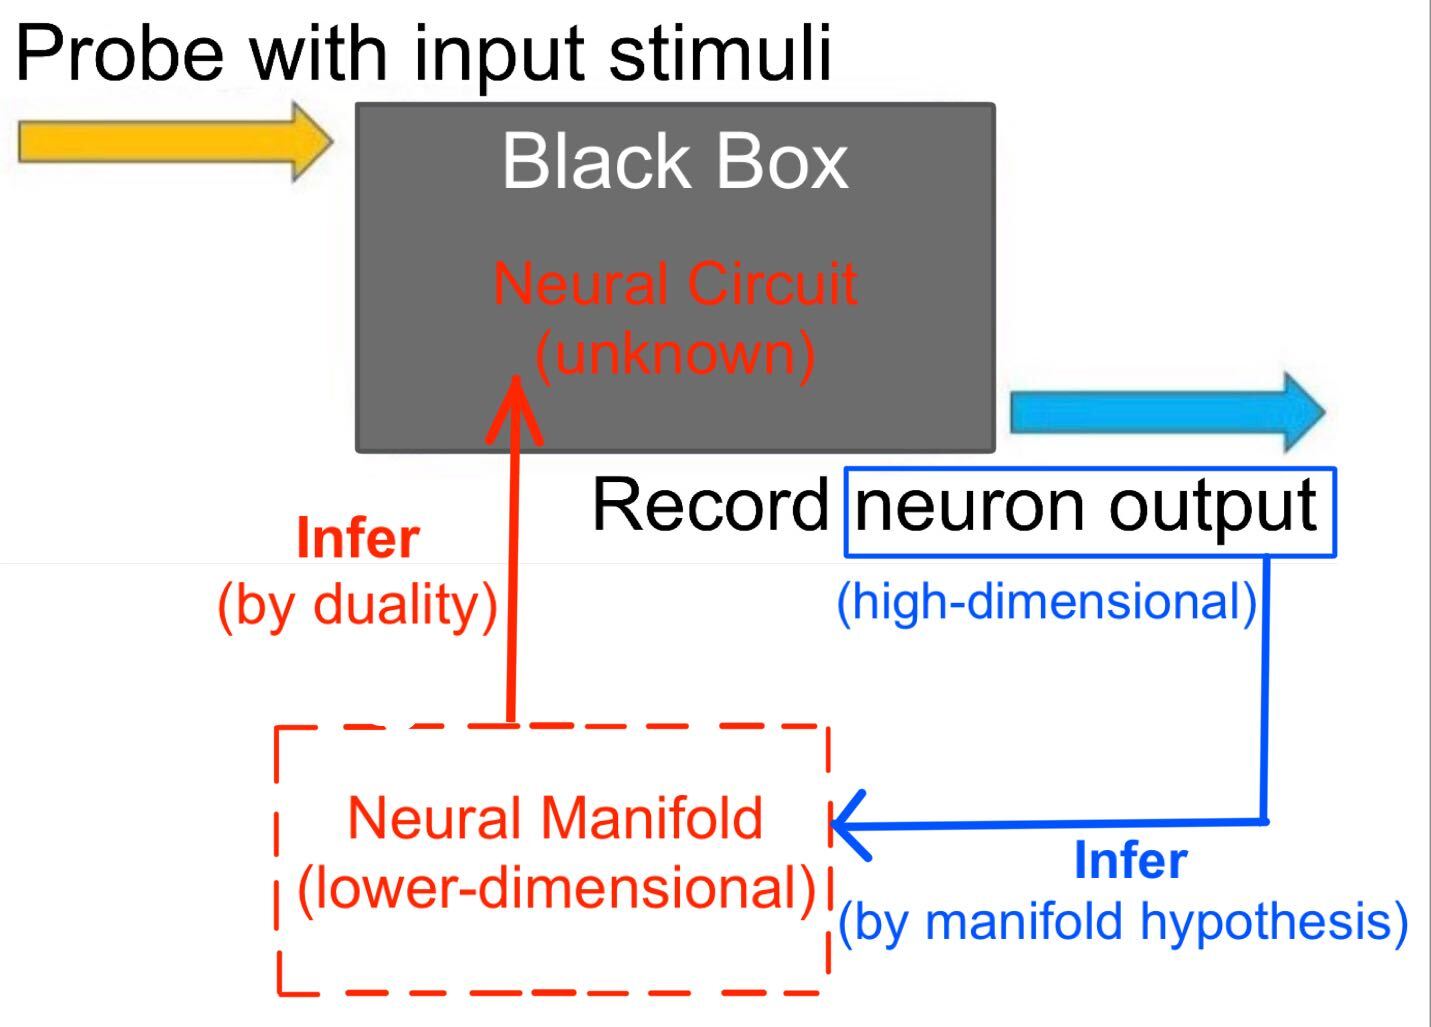 Probe with input stimuli
Black Box
Neural Circuit
(unknown)
Record neuron output
(high-dimensional)
Infer
(by duality)
Neural Manifold
(lower-dimensional)
Infer
(by manifold hypothesis)